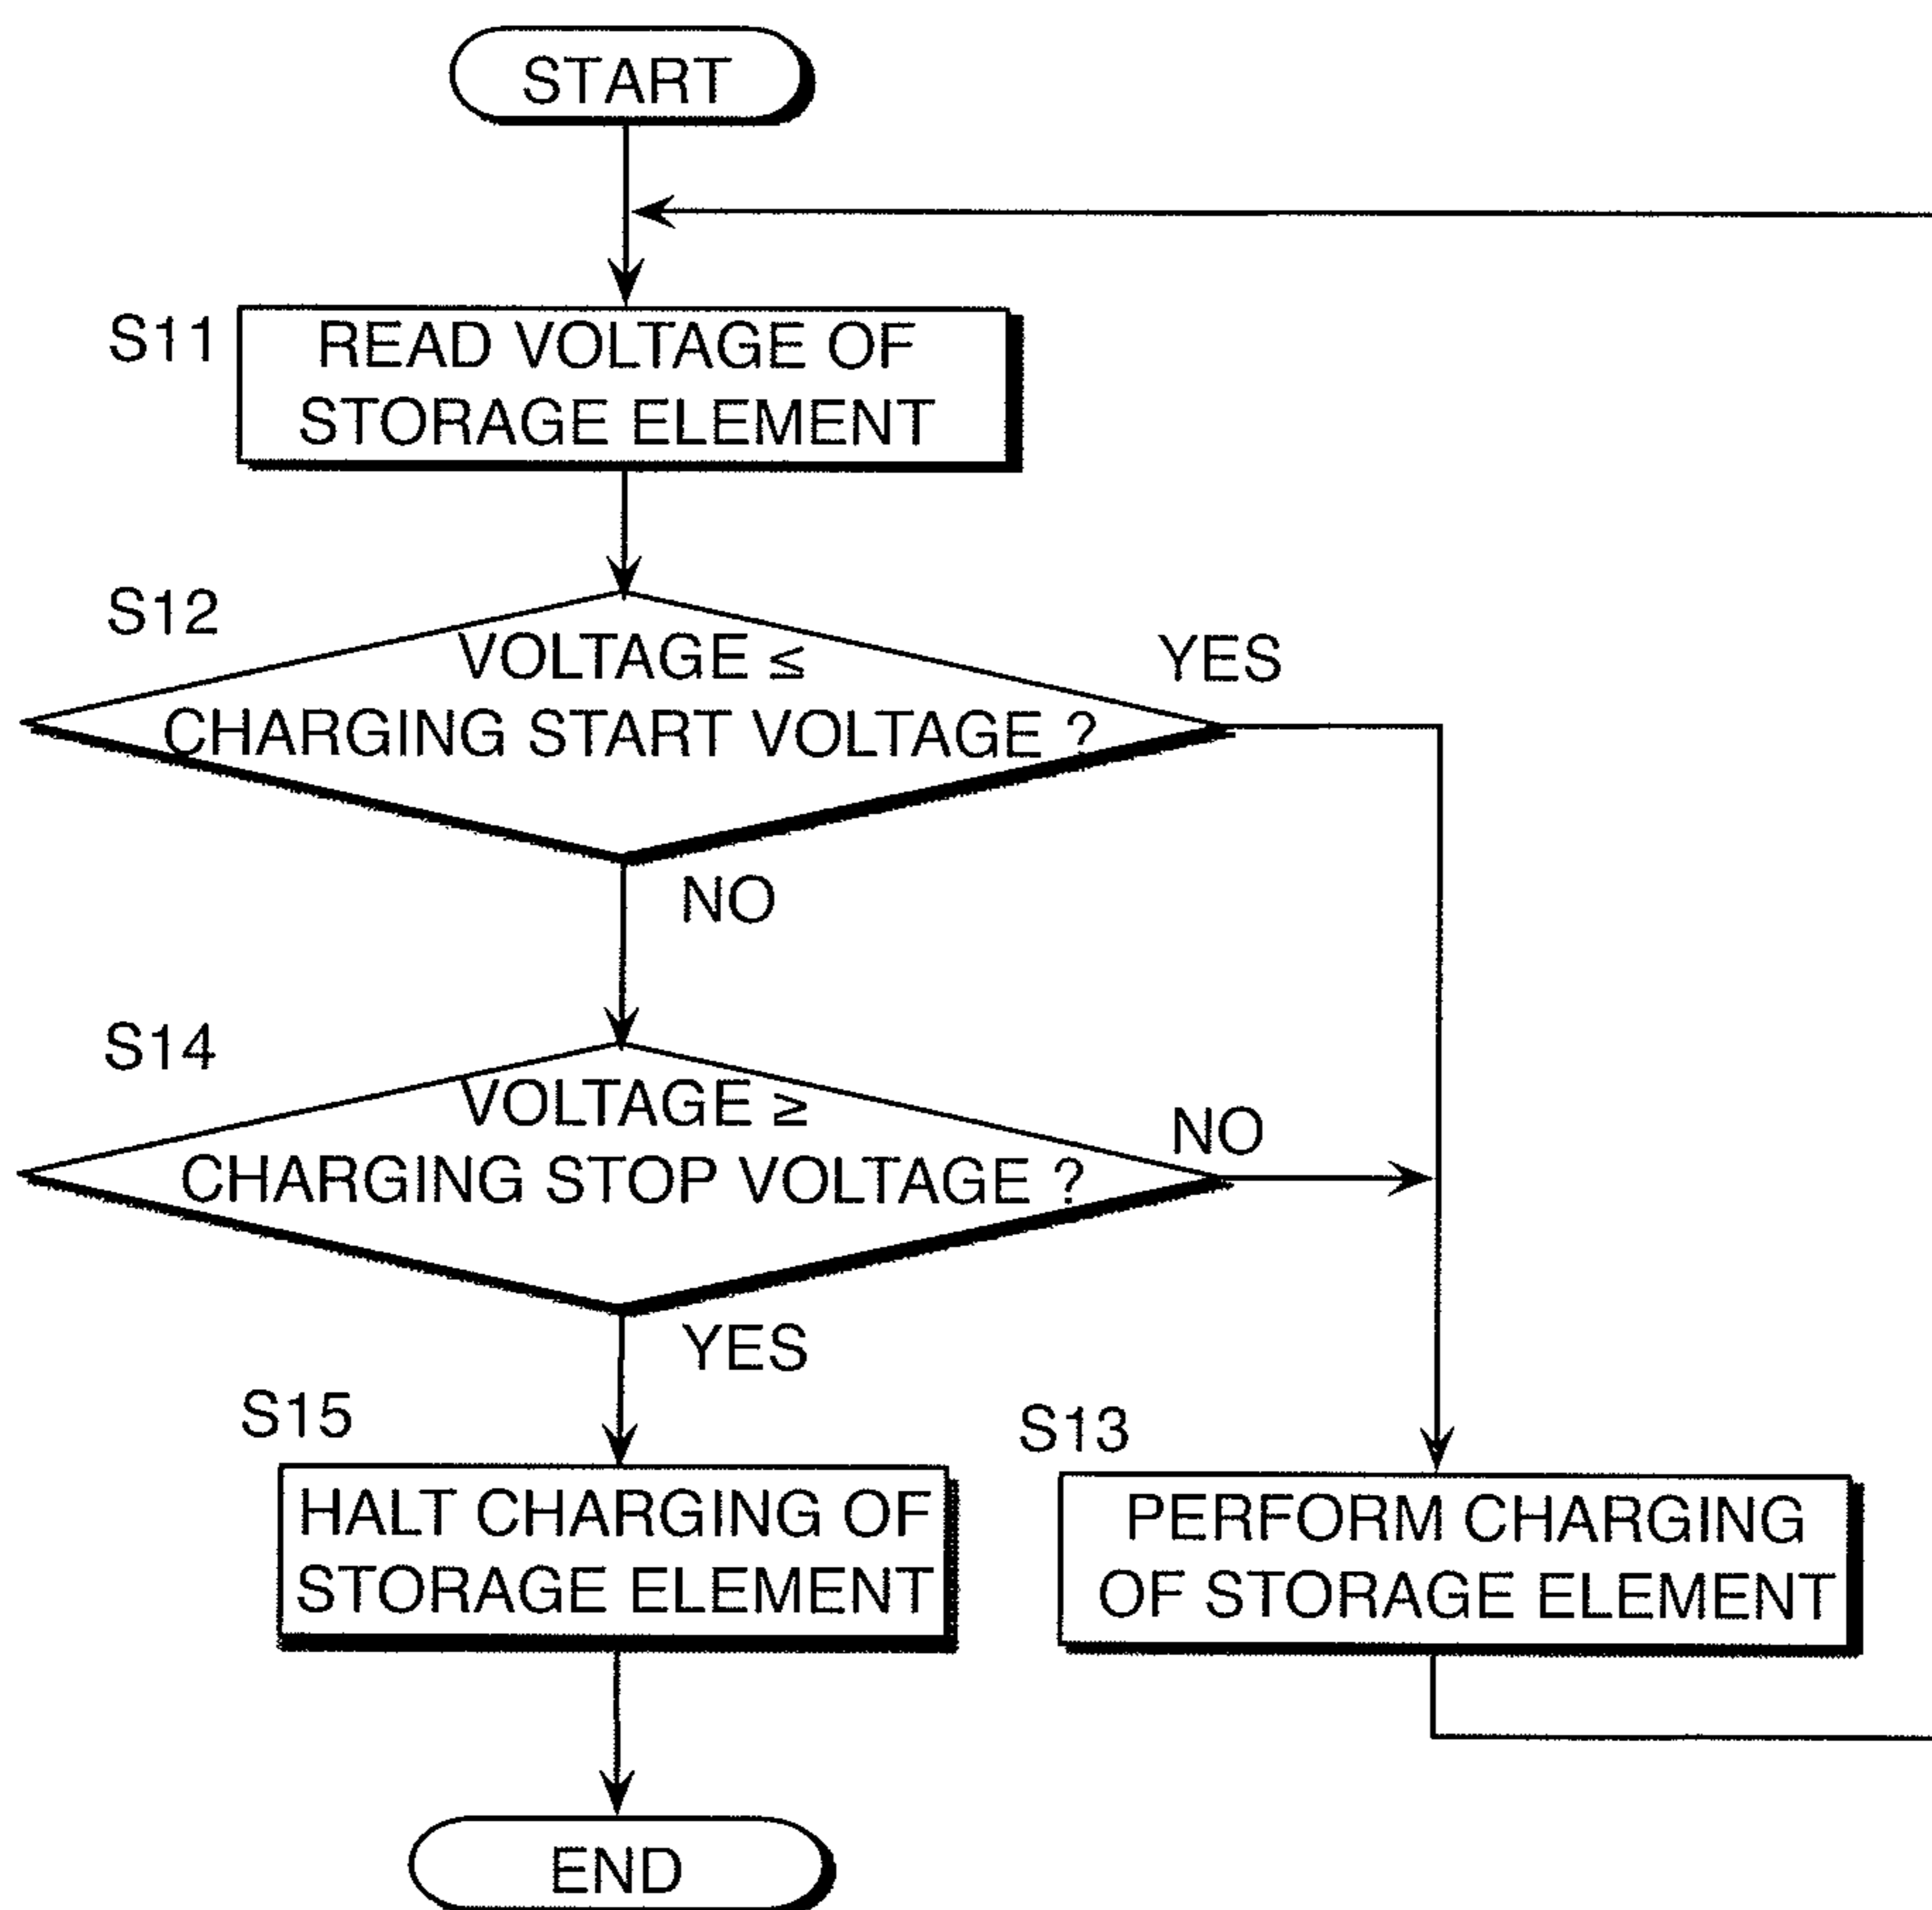 START
S11
READ VOLTAGE OF
STORAGE ELEMENT
S12
VOLTAGE ≤
CHARGING START VOLTAGE ?
YES
NO
S14
VOLTAGE ≥
CHARGING STOP VOLTAGE ?
NO
YES
S15
HALT CHARGING OF
STORAGE ELEMENT
S13
PERFORM CHARGING
OF STORAGE ELEMENT
END